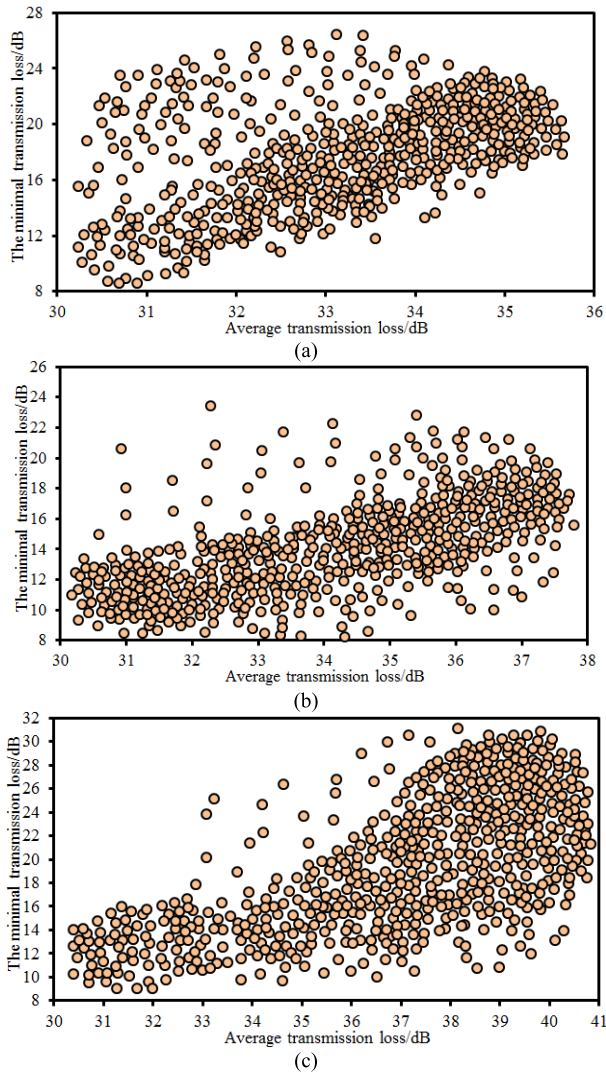 The minimal transmission loss/dB
28
24
20
16
12
8
30 31 32 33 34 35 36
Average transmission loss/dB
(a)
The minimal transmission loss/dB
26
24
22
20
18
16
14
12
10
8
30 31 32 33 34 35 36 37 38
Average transmission loss/dB
(b)
The minimal transmission loss/dB
32
30
28
26
24
22
20
18
16
14
12
10
8
30 31 32 33 34 35 36 37 38 39 40 41
Average transmission loss/dB
(c)